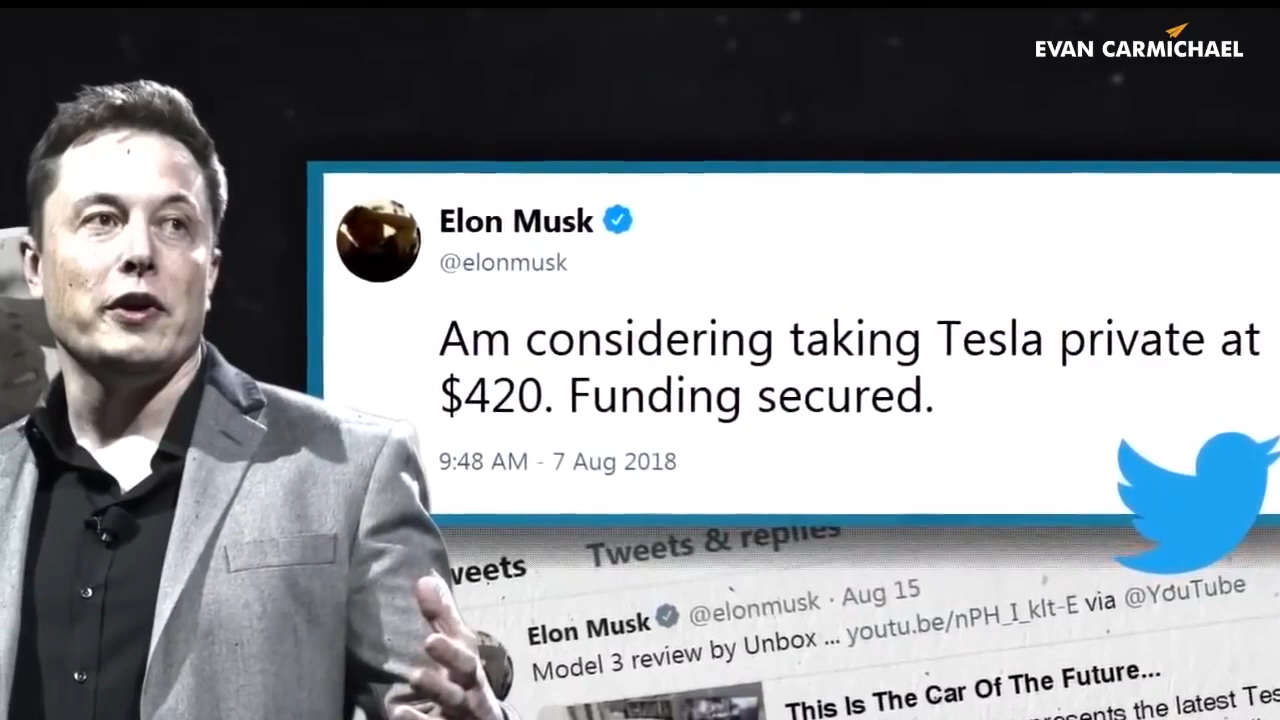 EVAN CARMICHAEL
Elon Musk
@elonmusk
Am considering taking Tesla private at
$420. Funding secured.
9:48 AM - 7 Aug 2018
Tweets & replies
Elon Musk @elonmusk · Aug 15
Model 3 review by Unbox ... youtu.be/nPH_I_klt-E via @YouTube
This Is The Car Of The Future...
the latest